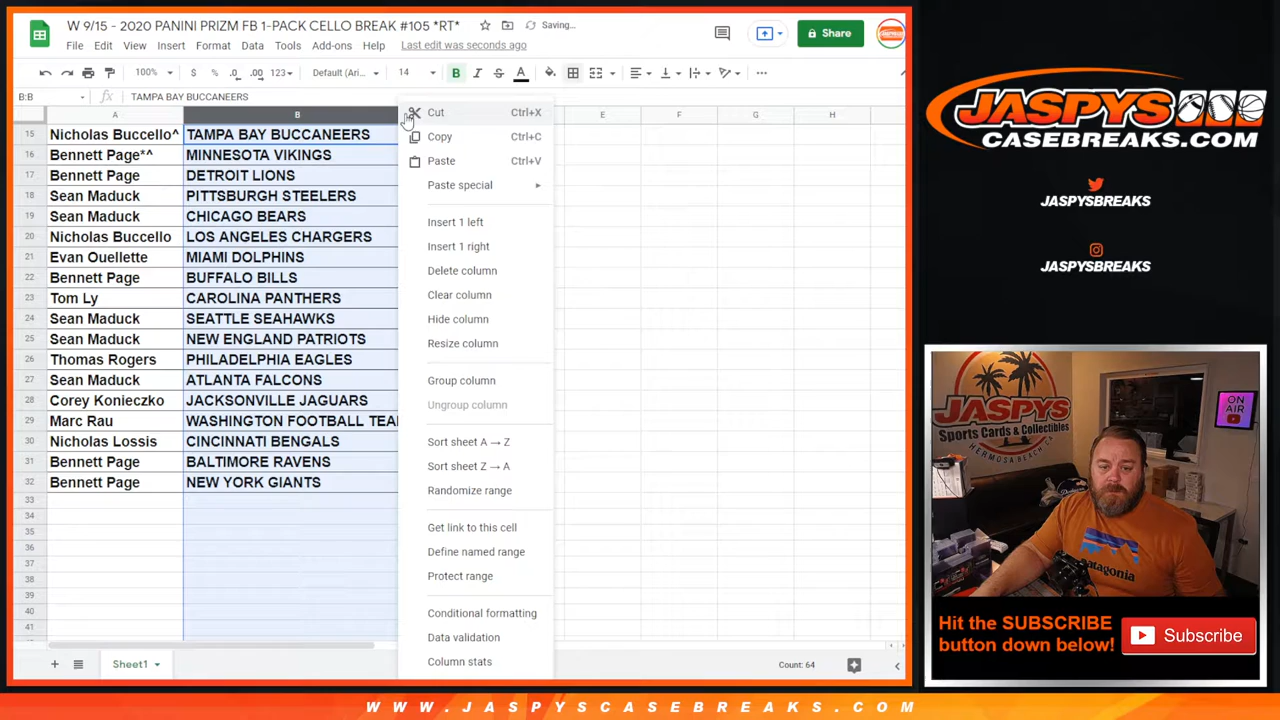 W 9/15 - 2020 PANINI PRIZM FB 1-PACK CELLO BREAK #105 *RT*
Saving...
File Edit View Insert Format Data Tools Add-ons Help Last edit was seconds ago
Share
100% $ % .0 .00 123 Default (Ari... 14 B I S A
B:B fx TAMPA BAY BUCCANEERS
A B E F G H
15 Nicholas Buccello^ TAMPA BAY BUCCANEERS
16 Bennett Page*^ MINNESOTA VIKINGS
17 Bennett Page DETROIT LIONS
18 Sean Maduck PITTSBURGH STEELERS
19 Sean Maduck CHICAGO BEARS
20 Nicholas Buccello LOS ANGELES CHARGERS
21 Evan Ouellette MIAMI DOLPHINS
22 Bennett Page BUFFALO BILLS
23 Tom Ly CAROLINA PANTHERS
24 Sean Maduck SEATTLE SEAHAWKS
25 Sean Maduck NEW ENGLAND PATRIOTS
26 Thomas Rogers PHILADELPHIA EAGLES
27 Sean Maduck ATLANTA FALCONS
28 Corey Konieczko JACKSONVILLE JAGUARS
29 Marc Rau WASHINGTON FOOTBALL TEA
30 Nicholas Lossis CINCINNATI BENGALS
31 Bennett Page BALTIMORE RAVENS
32 Bennett Page NEW YORK GIANTS
33
34
35
36
37
38
39
40
41
Cut Ctrl+X
Copy Ctrl+C
Paste Ctrl+V
Paste special
Insert 1 left
Insert 1 right
Delete column
Clear column
Hide column
Resize column
Group column
Ungroup column
Sort sheet A → Z
Sort sheet Z → A
Randomize range
Get link to this cell
Define named range
Protect range
Conditional formatting
Data validation
Column stats
Sheet1
Count: 64
JASPYS
CASEBREAKS.COM
JASPYSBREAKS
JASPYSBREAKS
JASPYS
Sports Cards & Collectibles
HERMOSA BEACH CA
ON
AIR
patagonia
Hit the SUBSCRIBE
button down below!
Subscribe
WWW.JASPYSCASEBREAKS.COM